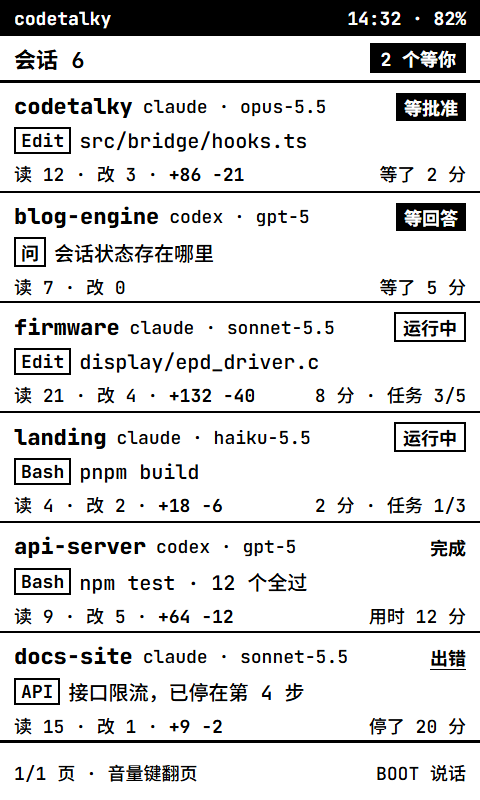 codetalky 14:32 · 82%
会话 6 2 个等你
codetalky claude · opus-5.5 等批准
Edit src/bridge/hooks.ts
读 12 · 改 3 · +86 -21 等了 2 分
blog-engine codex · gpt-5 等回答
问 会话状态存在哪里
读 7 · 改 0 等了 5 分
firmware claude · sonnet-5.5 运行中
Edit display/epd_driver.c
读 21 · 改 4 · +132 -40 8 分 · 任务 3/5
landing claude · haiku-5.5 运行中
Bash pnpm build
读 4 · 改 2 · +18 -6 2 分 · 任务 1/3
api-server codex · gpt-5 完成
Bash npm test · 12 个全过
读 9 · 改 5 · +64 -12 用时 12 分
docs-site claude · sonnet-5.5 出错
API 接口限流，已停在第 4 步
读 15 · 改 1 · +9 -2 停了 20 分
1/1 页 · 音量键翻页 BOOT 说话